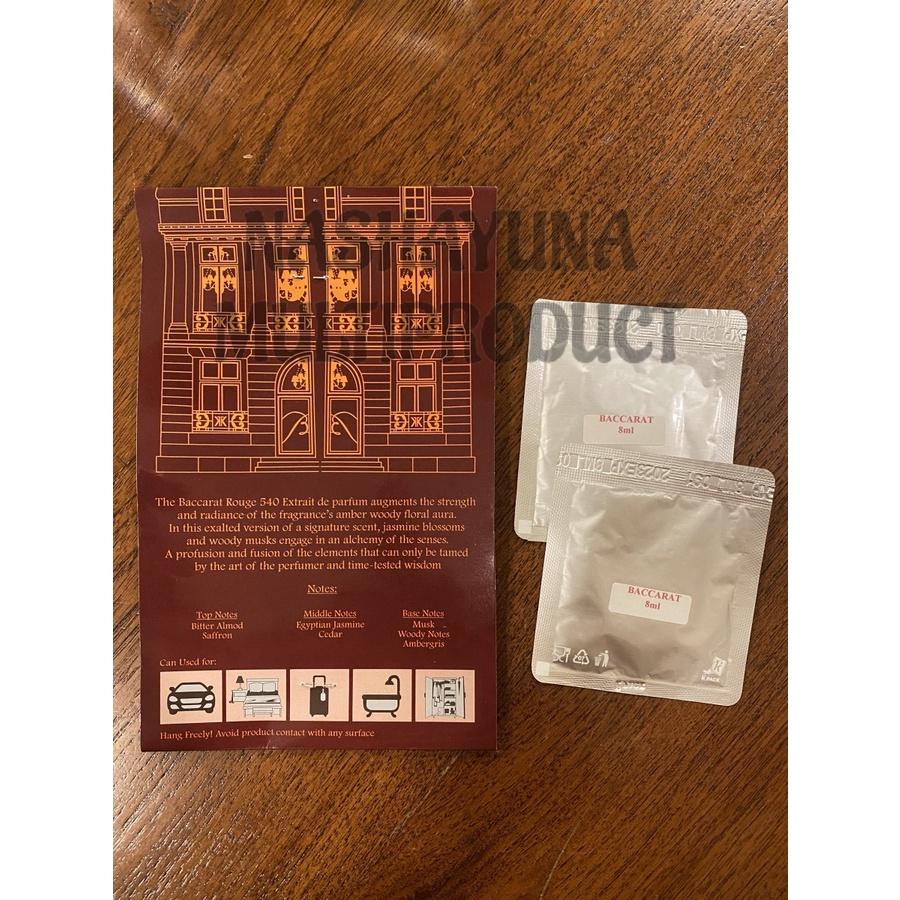 NASHAYUNA
MULTIPRODUCT
The Baccarat Rouge 540 Extrait de parfum augments the strength
and radiance of the fragrance's amber woody floral aura.
In this exalted version of a signature scent, jasmine blossoms
and woody musks engage in an alchemy of the senses.
A profusion and fusion of the elements that can only be tamed
by the art of the perfumer and time-tested wisdom
Notes:
Top Notes
Bitter Almod
Saffron
Middle Notes
Egyptian Jasmine
Cedar
Base Notes
Musk
Woody Notes
Ambergris
Can Used for:
Hang Freely! Avoid product contact with any surface
BACCARAT
8ml
BACCARAT
8ml
07